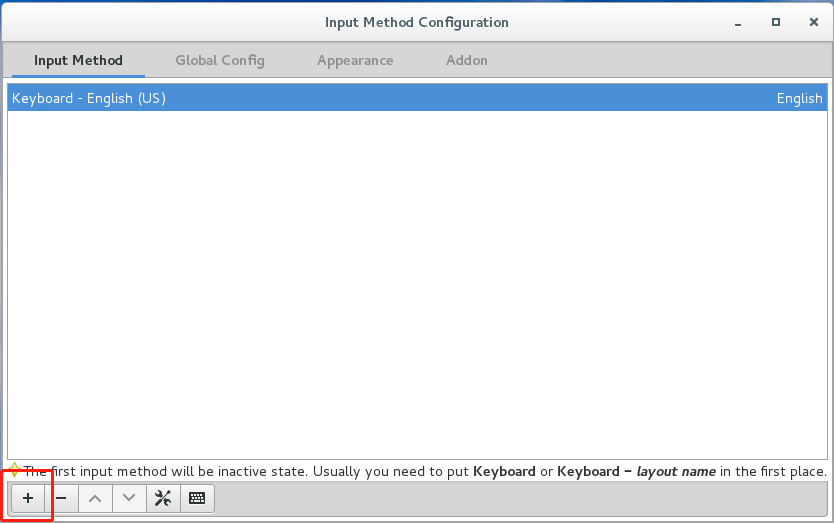 Input Method Configuration
Input Method Global Config Appearance Addon
Keyboard - English (US) English
The first input method will be inactive state. Usually you need to put Keyboard or Keyboard - layout name in the first place.